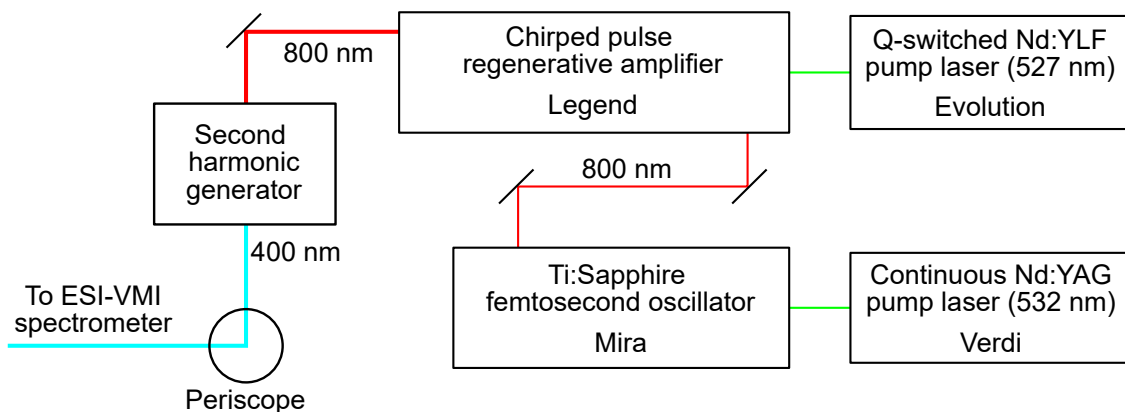 800 nm
Chirped pulse
regenerative amplifier
Legend
Q-switched Nd:YLF
pump laser (527 nm)
Evolution
Second
harmonic
generator
800 nm
400 nm
Ti:Sapphire
femtosecond oscillator
Mira
Continuous Nd:YAG
pump laser (532 nm)
Verdi
To ESI-VMI
spectrometer
Periscope